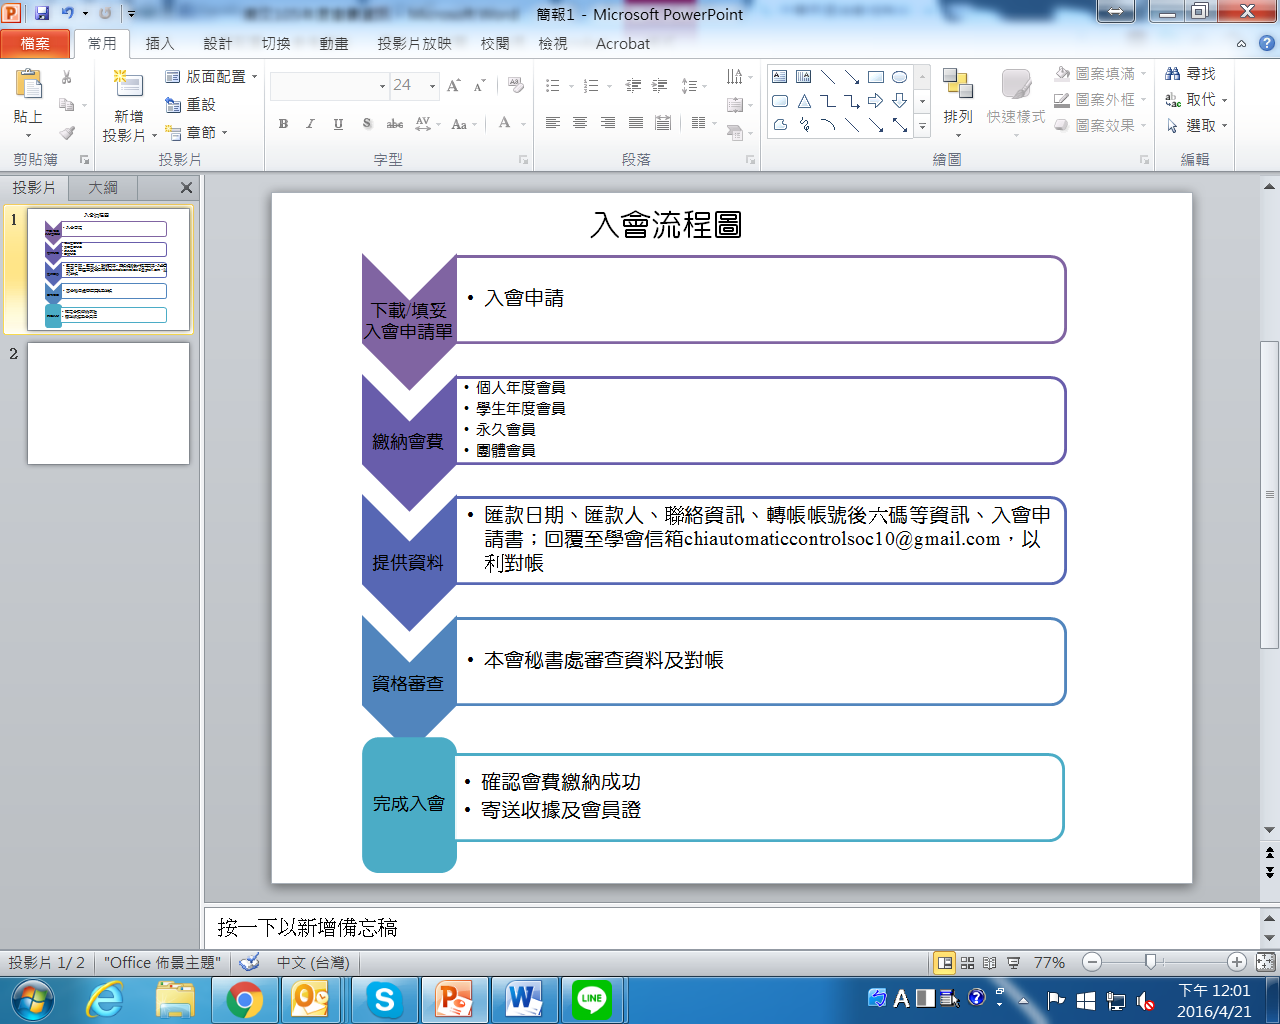 簡報1 - Microsoft PowerPoint
檔案 常用 插入 設計 切換 動畫 投影片放映 校閱 檢視 Acrobat
貼上
剪貼簿
新增
投影片
版面配置
重設
章節
投影片
24
B I U S abc AV Aa A
字型
段落
排列
快速樣式
圖案填滿
圖案外框
圖案效果
繪圖
尋找
取代
選取
編輯
投影片 大綱
1
2
入會流程圖
下載/填妥
入會申請單
• 入會申請
繳納會費
• 個人年度會員
• 學生年度會員
• 永久會員
• 團體會員
提供資料
• 匯款日期、匯款人、聯絡資訊、轉帳帳號後六碼等資訊、入會申
請書；回覆至學會信箱chiautomaticcontrolsoc10@gmail.com，以
利對帳
資格審查
• 本會秘書處審查資料及對帳
完成入會
• 確認會費繳納成功
• 寄送收據及會員證
按一下以新增備忘稿
投影片 1/ 2 "Office 佈景主題" 中文 (台灣) 77%
LINE
下午 12:01
2016/4/21